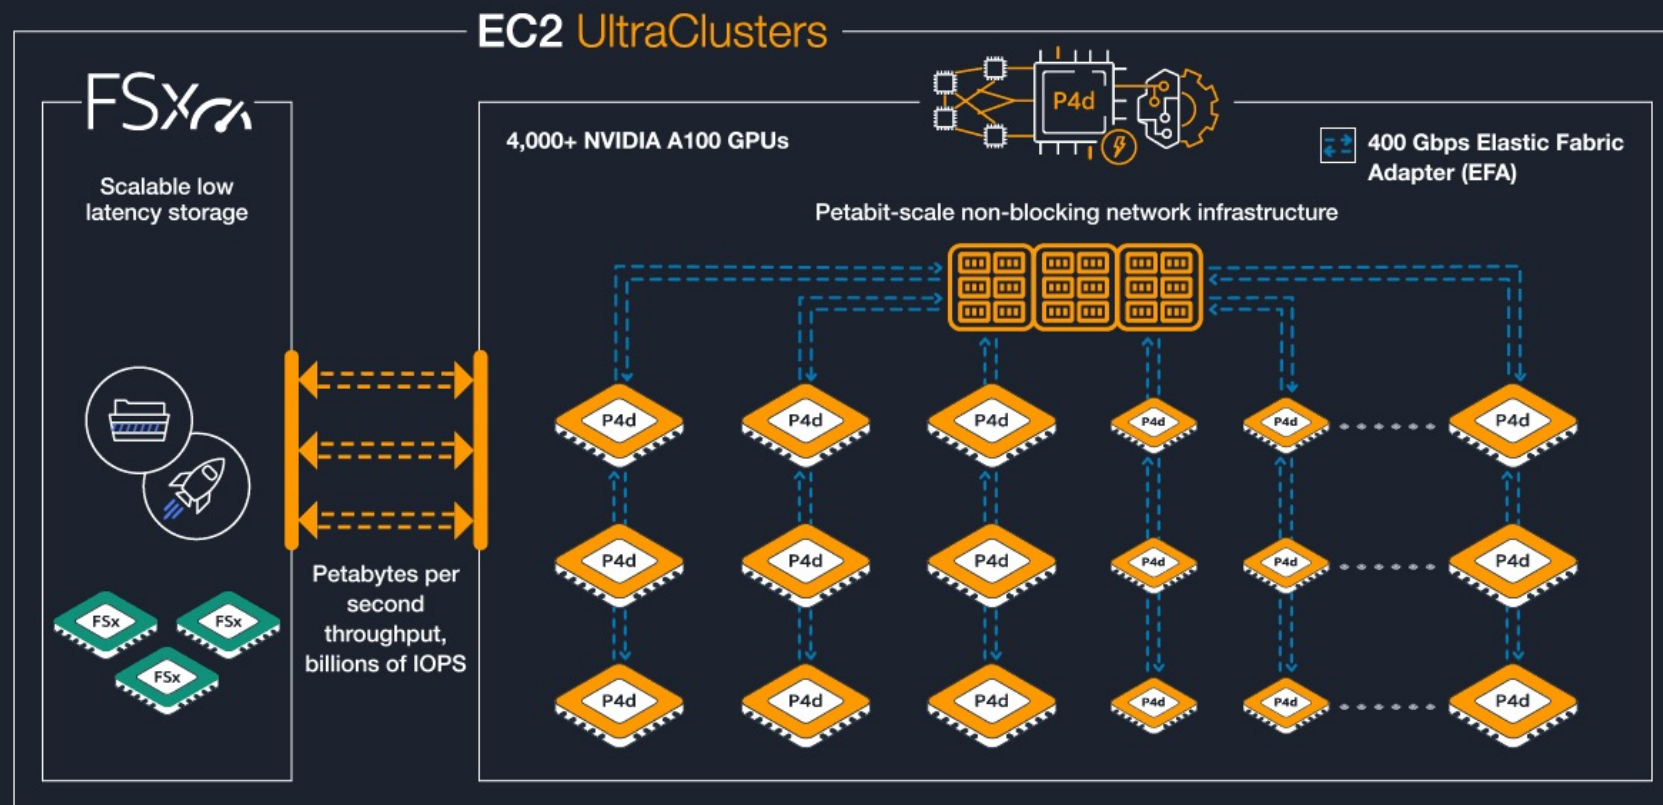 EC2 UltraClusters
FSx
Scalable low
latency storage
FSx
FSx
FSx
Petabytes per
second
throughput,
billions of IOPS
4,000+ NVIDIA A100 GPUs
P4d
400 Gbps Elastic Fabric
Adapter (EFA)
Petabit-scale non-blocking network infrastructure
P4d P4d P4d P4d P4d P4d
P4d P4d P4d P4d P4d P4d
P4d P4d P4d P4d P4d P4d